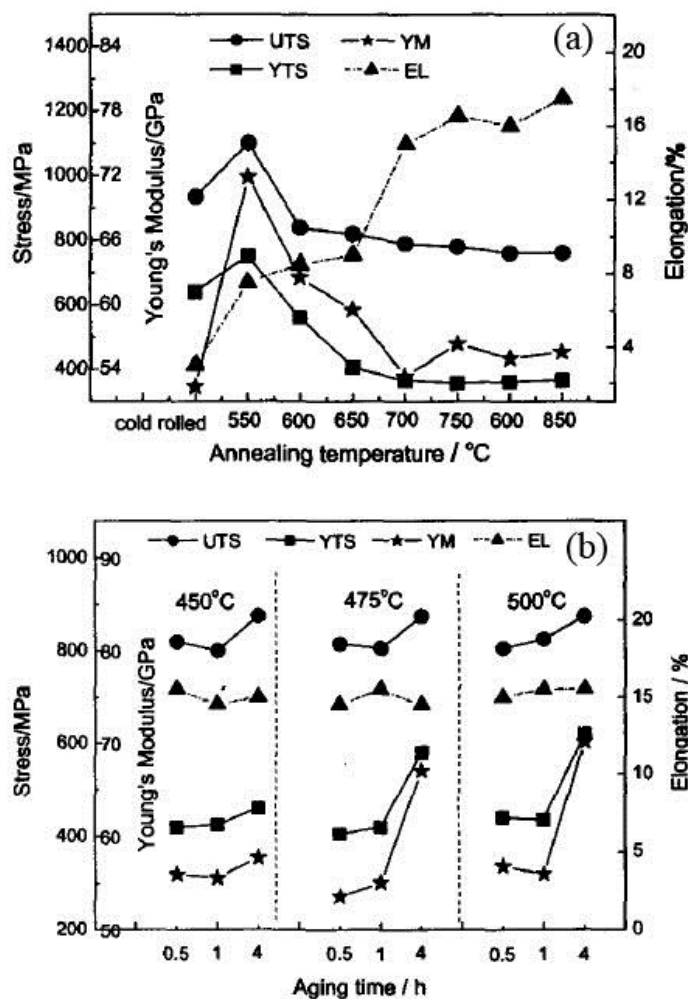 UTS YM (a)
YTS EL
Stress/MPa
1400
1200
1000
800
600
400
Young's Modulus/GPa
84
78
72
66
60
54
Elongation/%
20
16
12
8
4
cold rolled 550 600 650 700 750 600 850
Annealing temperature / °C
UTS YTS YM EL (b)
450°C 475°C 500°C
Stress/MPa
1000
800
600
400
200
Young's Modulus/GPa
90
80
70
60
50
Elongation / %
20
15
10
5
0
0.5 1 4 0.5 1 4 0.5 1 4
Aging time / h